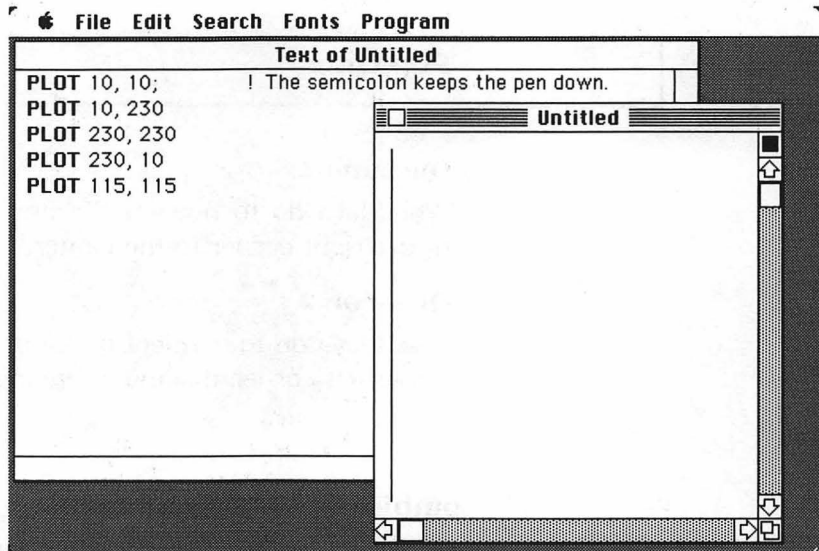 File Edit Search Fonts Program
Text of Untitled
PLOT 10, 10; ! The semicolon keeps the pen down.
PLOT 10, 230
PLOT 230, 230
PLOT 230, 10
PLOT 115, 115
Untitled